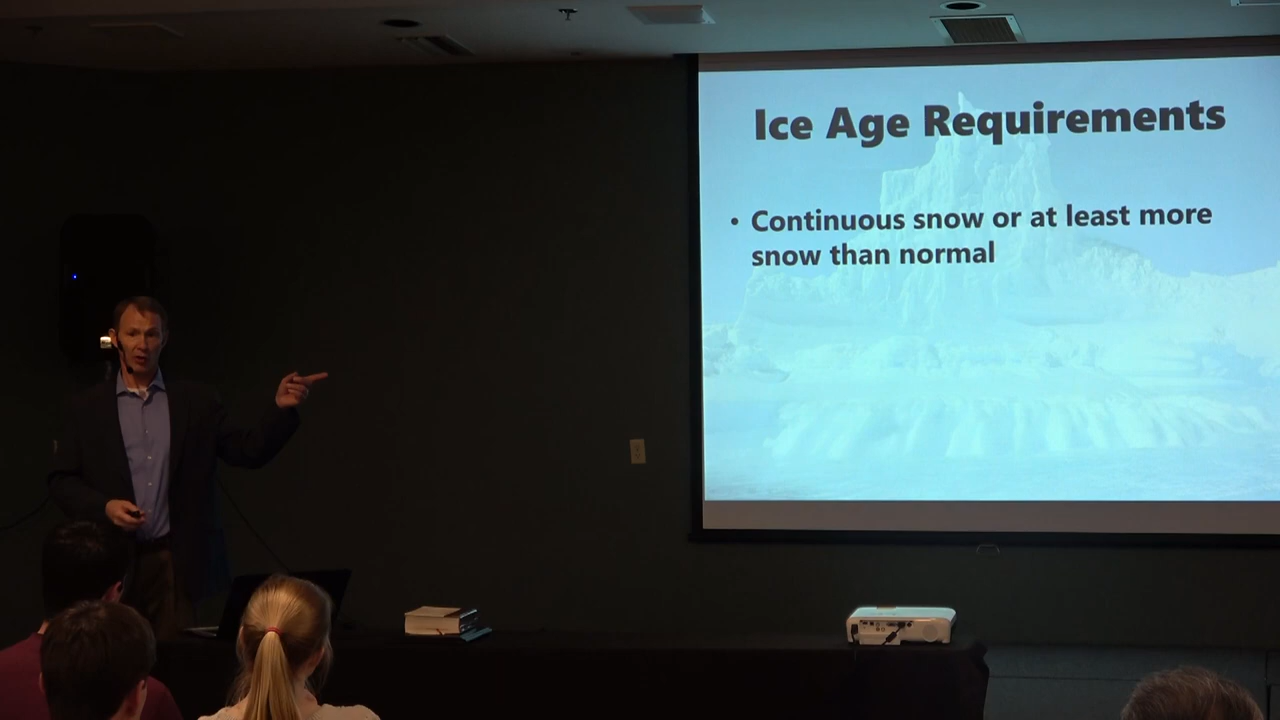 Ice Age Requirements
• Continuous snow or at least more
snow than normal